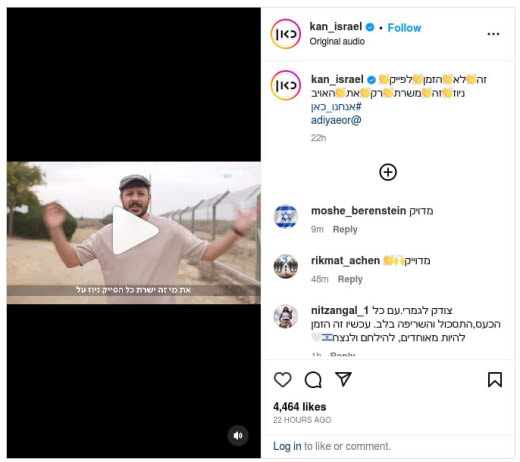 kan_israel • Follow
Original audio
kan_israel זה👏לא👏הזמן👏לפייק👏
ניוז👏זה👏משרת👏רק👏את👏האויב
#אנחנו_כאן
@adiyaeor
22h
moshe_berenstein מדויק
9m Reply
rikmat_achen מדוייק🙌👏
48m Reply
nitzangal_1 צודק לגמרי.עם כל
הכעס,התסכול והשריפה בלב. עכשיו זה הזמן
להיות מאוחדים, להילחם ולנצח🇮🇱🤍
1h Reply
4,464 likes
22 HOURS AGO
Log in to like or comment.
כאן
את מי זה ישרת כל הפייק ניוז על